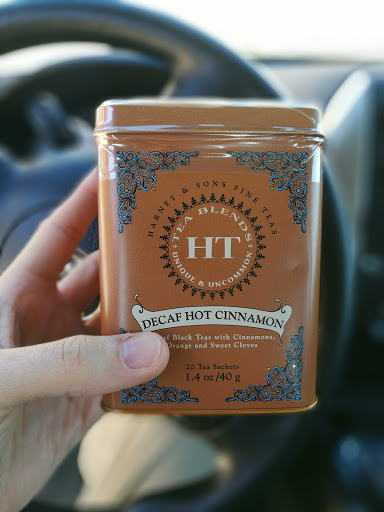 HARNEY & SONS FINE TEAS
TEA BLENDS
HT
UNIQUE & UNCOMMON
DECAF HOT CINNAMON
f Black Teas with Cinnamons,
Orange and Sweet Cloves
20 Tea Sachets
1.4 oz/40 g